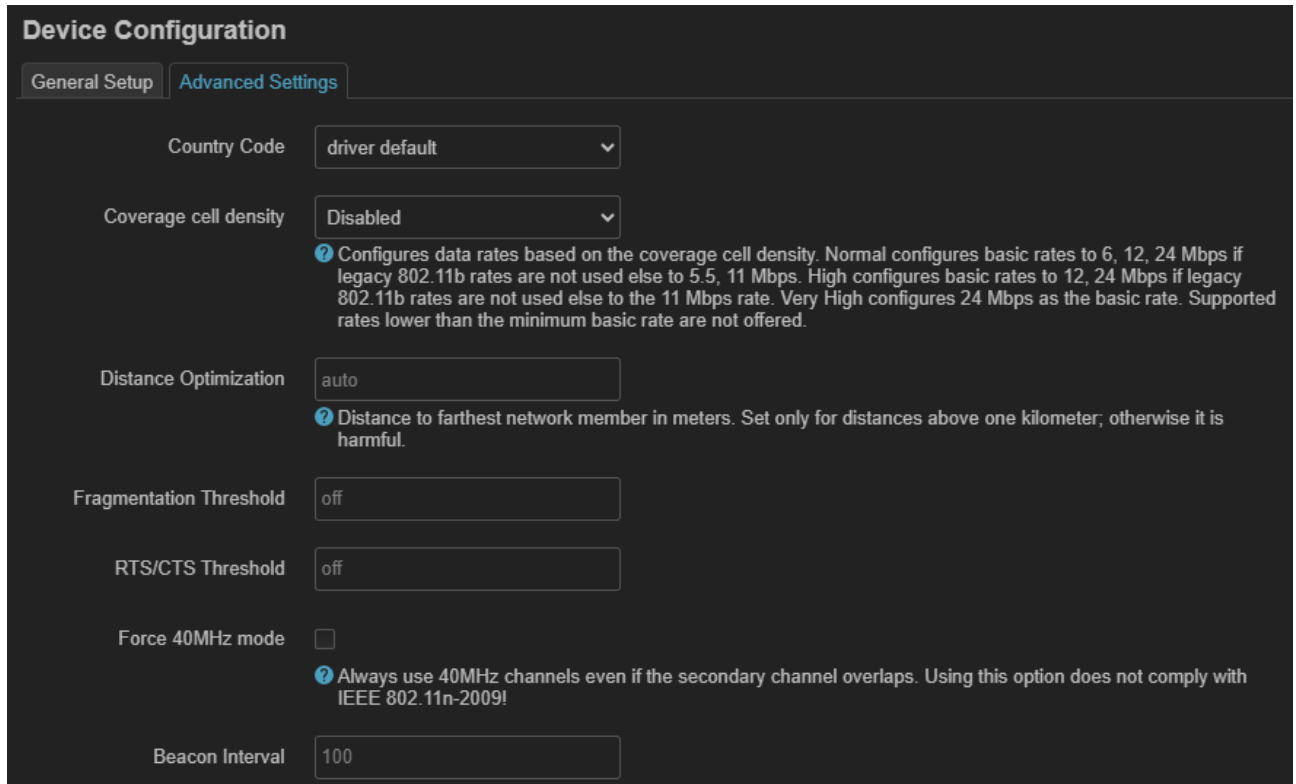 Device Configuration
General Setup
Advanced Settings
Country Code
driver default
Coverage cell density
Disabled
Configures data rates based on the coverage cell density. Normal configures basic rates to 6, 12, 24 Mbps if
legacy 802.11b rates are not used else to 5.5, 11 Mbps. High configures basic rates to 12, 24 Mbps if legacy
802.11b rates are not used else to the 11 Mbps rate. Very High configures 24 Mbps as the basic rate. Supported
rates lower than the minimum basic rate are not offered.
Distance Optimization
auto
Distance to farthest network member in meters. Set only for distances above one kilometer; otherwise it is
harmful.
Fragmentation Threshold
off
RTS/CTS Threshold
off
Force 40MHz mode
Always use 40MHz channels even if the secondary channel overlaps. Using this option does not comply with
IEEE 802.11n-2009!
Beacon Interval
100